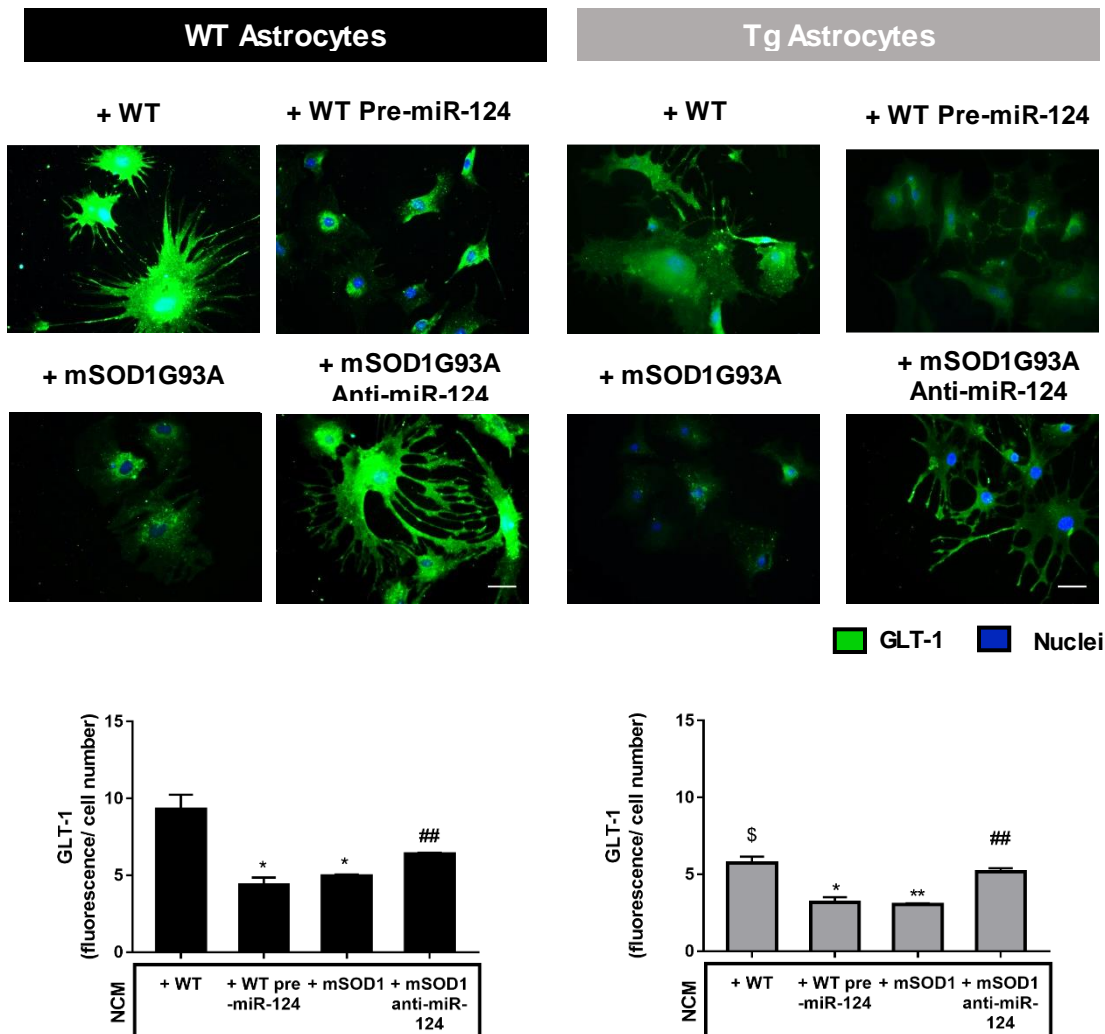 WT Astrocytes
Tg Astrocytes
+ WT
+ WT Pre-miR-124
+ WT
+ WT Pre-miR-124
+ mSOD1G93A
+ mSOD1G93A
Anti-miR-124
+ mSOD1G93A
+ mSOD1G93A
Anti-miR-124
GLT-1
Nuclei
GLT-1
(fluorescence/ cell number)
15
10
5
0
*
*
##
NCM
+ WT
+ WT pre
-miR-124
+ mSOD1
+ mSOD1
anti-miR-
124
GLT-1
(fluorescence/ cell number)
15
10
5
0
$
*
**
##
NCM
+ WT
+ WT pre
-miR-124
+ mSOD1
+ mSOD1
anti-miR-
124